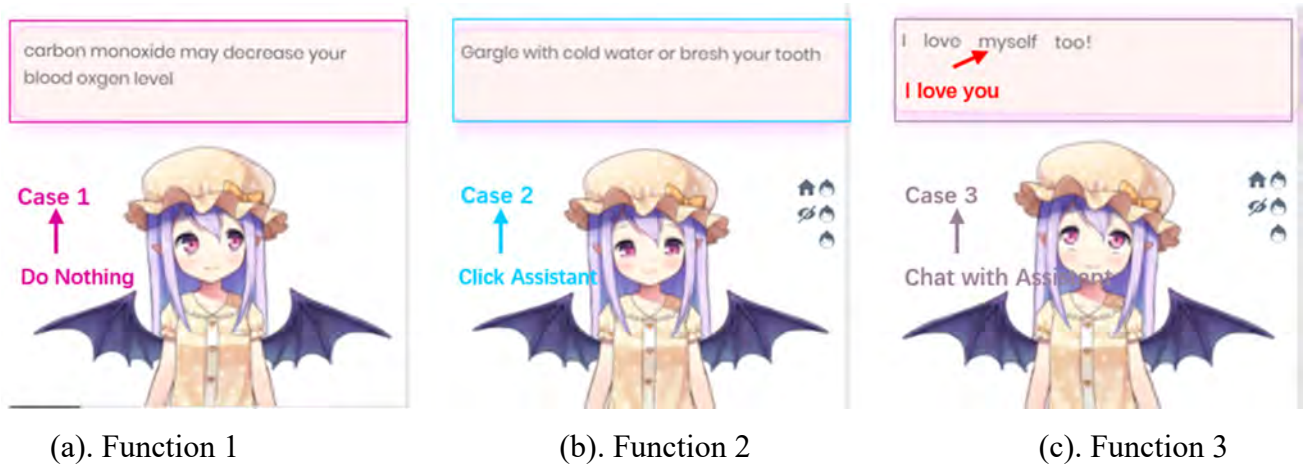 carbon monoxide may decrease your
blood oxgen level
Case 1
Do Nothing
Gargle with cold water or bresh your tooth
Case 2
Click Assistant
I love myself too!
I love you
Case 3
Chat with Assistant
(a). Function 1
(b). Function 2
(c). Function 3